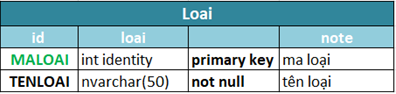 Loai
id loai note
MALOAI int identity primary key ma loại
TENLOAI nvarchar(50) not null tên loại